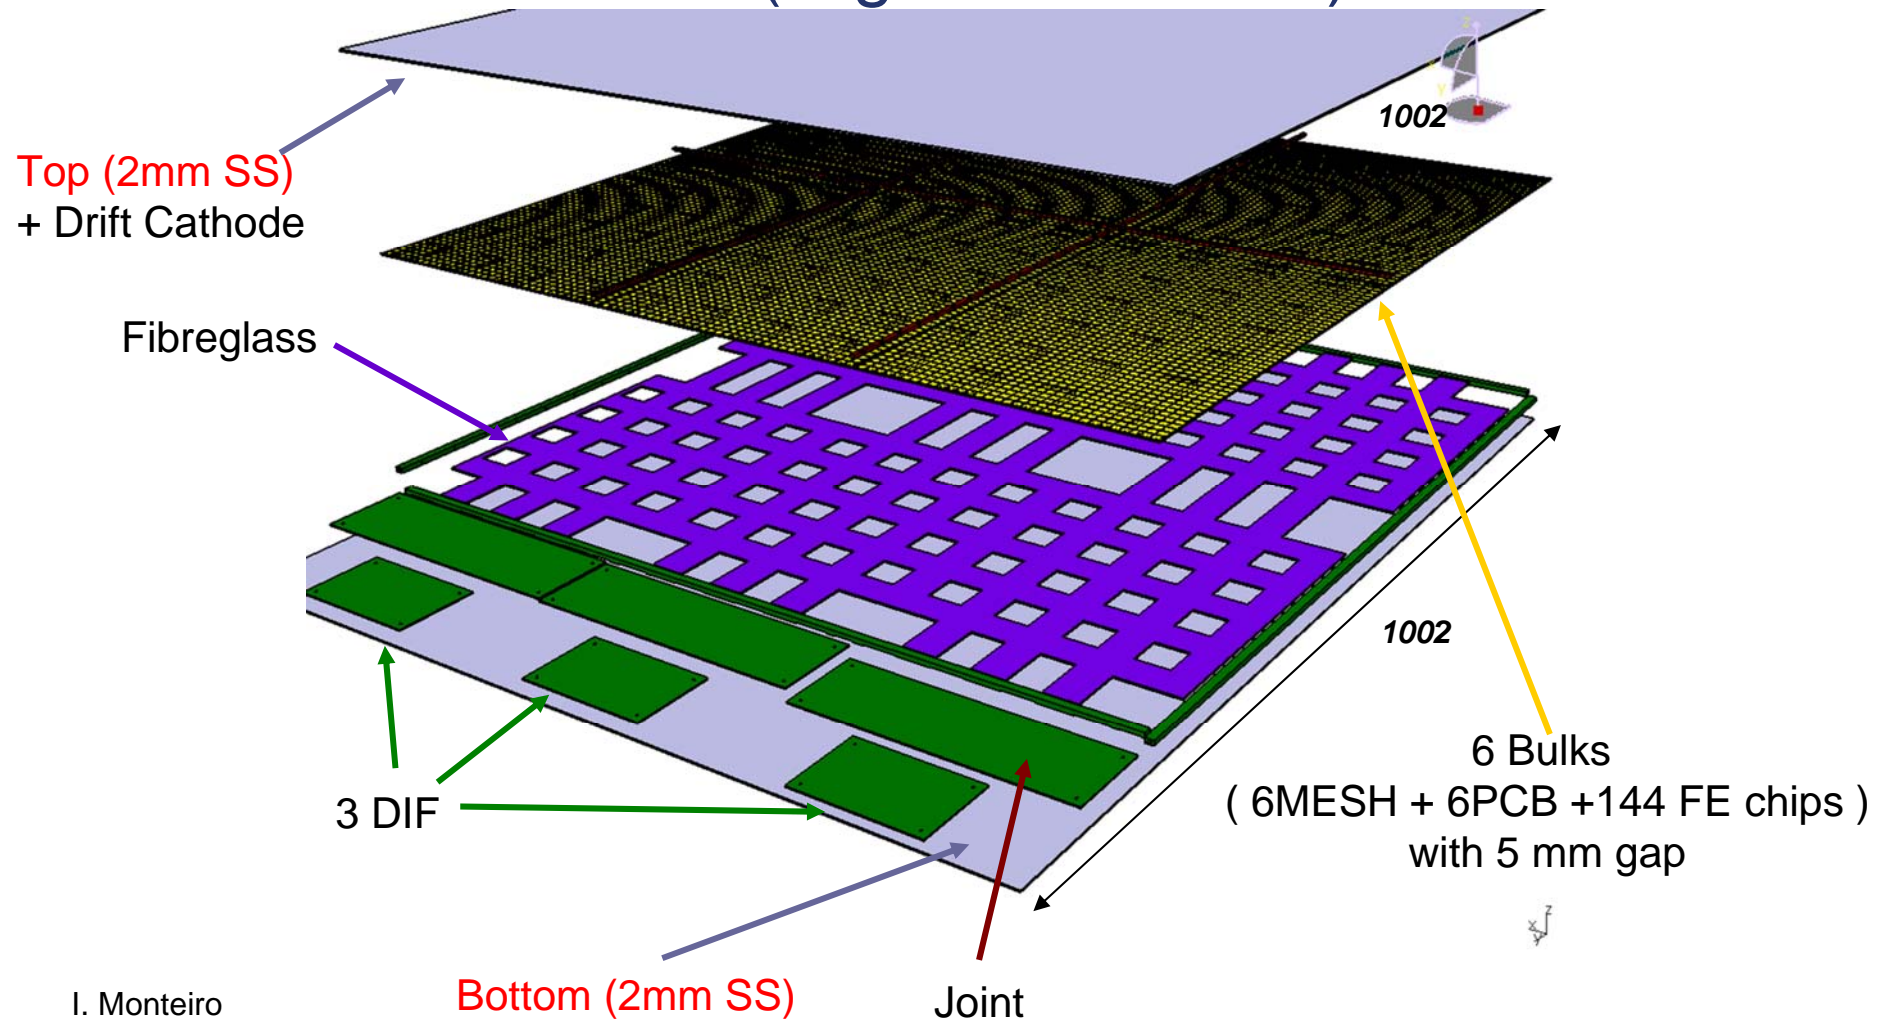 1002
Top (2mm SS)
+ Drift Cathode
Fibreglass
1002
3 DIF
6 Bulks
( 6MESH + 6PCB +144 FE chips )
with 5 mm gap
Bottom (2mm SS)
Joint
I. Monteiro
z
y
z
x
y